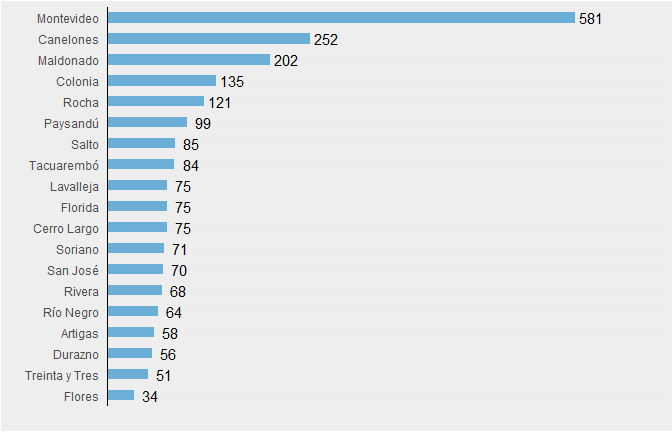 Montevideo 581
Canelones 252
Maldonado 202
Colonia 135
Rocha 121
Paysandú 99
Salto 85
Tacuarembó 84
Lavalleja 75
Florida 75
Cerro Largo 75
Soriano 71
San José 70
Rivera 68
Río Negro 64
Artigas 58
Durazno 56
Treinta y Tres 51
Flores 34